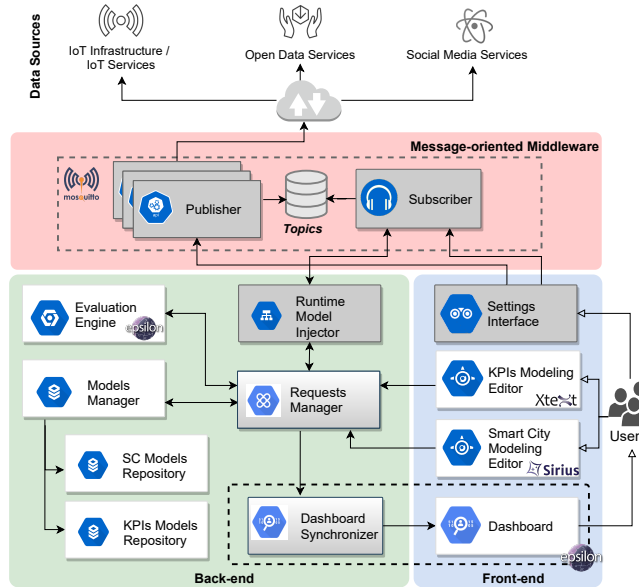 Data Sources
IoT Infrastructure /
IoT Services
Open Data Services
Social Media Services
Message-oriented Middleware
mosquitto
Publisher
Topics
Subscriber
Evaluation
Engine
epsilon
Runtime
Model
Injector
Settings
Interface
Models
Manager
Requests
Manager
KPIs Modeling
Editor
Xtext
Smart City
Modeling
Editor
Sirius
User
SC Models
Repository
KPIs Models
Repository
Dashboard
Synchronizer
Dashboard
epsilon
Back-end
Front-end